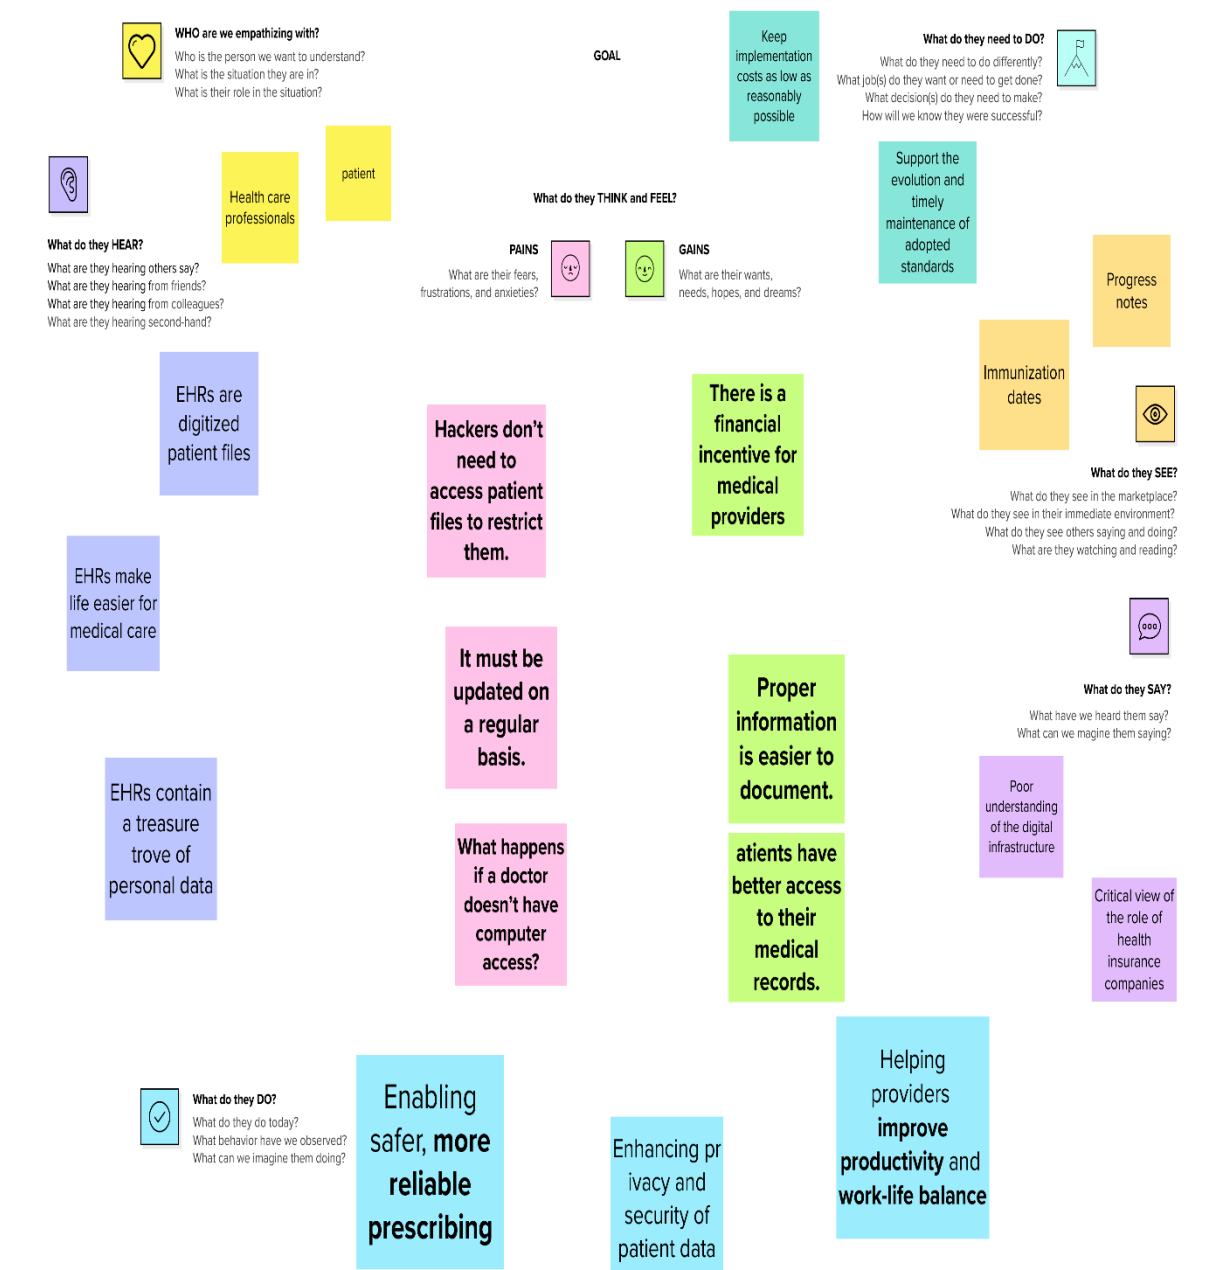 WHO are we empathizing with?
Who is the person we want to understand?
What is the situation they are in?
What is their role in the situation?
GOAL
Keep
implementation
costs as low as
reasonably
possible
What do they need to DO?
What do they need to do differently?
What job(s) do they want or need to get done?
What decision(s) do they need to make?
How will we know they were successful?
Support the
evolution and
timely
maintenance of
adopted
standards
Health care
professionals
patient
What do they HEAR?
What are they hearing others say?
What are they hearing from friends?
What are they hearing from colleagues?
What are they hearing second-hand?
What do they THINK and FEEL?
PAINS
What are their fears,
frustrations, and anxieties?
GAINS
What are their wants,
needs, hopes, and dreams?
Progress
notes
Immunization
dates
What do they SEE?
What do they see in the marketplace?
What do they see in their immediate environment?
What do they see others saying and doing?
What are they watching and reading?
EHRs are
digitized
patient files
EHRs make
life easier for
medical care
EHRs contain
a treasure
trove of
personal data
Hackers don't
need to
access patient
files to restrict
them.
It must be
updated on
a regular
basis.
What happens
if a doctor
doesn't have
computer
access?
There is a
financial
incentive for
medical
providers
Proper
information
is easier to
document.
atients have
better access
to their
medical
records.
What do they SAY?
What have we heard them say?
What can we magine them saying?
Poor
understanding
of the digital
infrastructure
Critical view of
the role of
health
insurance
companies
What do they DO?
What do they do today?
What behavior have we observed?
What can we imagine them doing?
Enabling
safer, more
reliable
prescribing
Enhancing pr
ivacy and
security of
patient data
Helping
providers
improve
productivity and
work-life balance